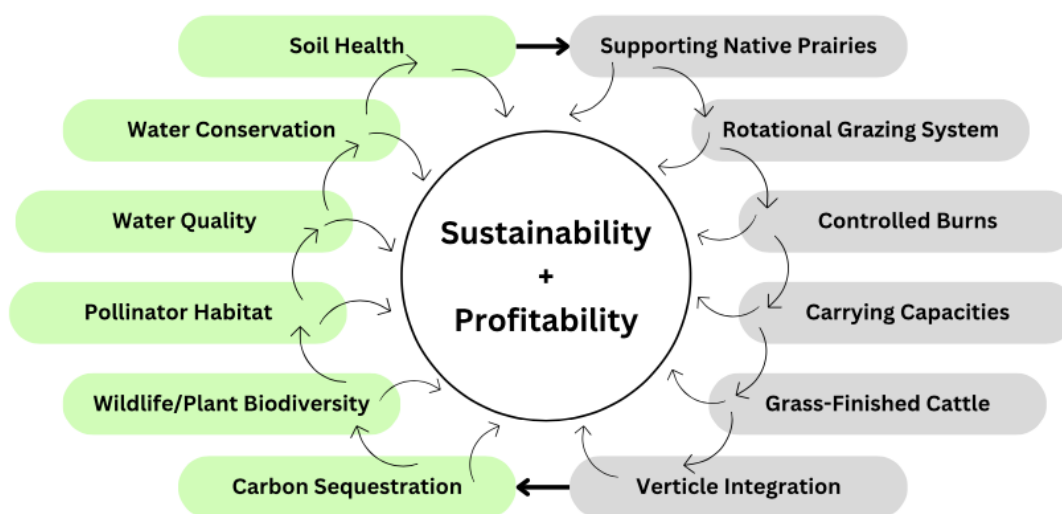 Soil Health
Supporting Native Prairies
Water Conservation
Rotational Grazing System
Water Quality
Controlled Burns
Sustainability
+
Profitability
Pollinator Habitat
Carrying Capacities
Wildlife/Plant Biodiversity
Grass-Finished Cattle
Carbon Sequestration
Verticle Integration